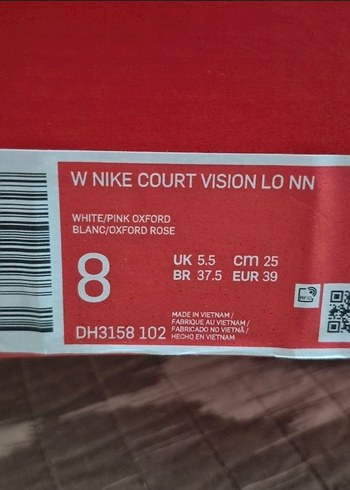 W NIKE COURT VISION LO NN
WHITE/PINK OXFORD
BLANC/OXFORD ROSE
8
UK 5.5 cm 25
BR 37.5 EUR 39
MADE IN VIETNAM /
FABRIQUE AU VIETNAM /
FABRICADO NO VIETNÃ /
HECHO EN VIETNAM
DH3158 102